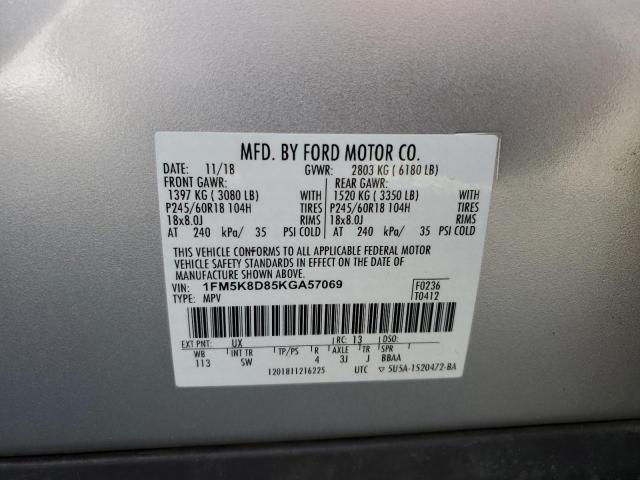 MFD. BY FORD MOTOR CO.
DATE: 11/18 GVWR: 2803 KG ( 6180 LB)
FRONT GAWR: REAR GAWR:
1397 KG ( 3080 LB) WITH 1520 KG ( 3350 LB) WITH
P245/60R18 104H TIRES P245/60R18 104H TIRES
18x8.0J RIMS 18x8.0J RIMS
AT 240 kPa/ 35 PSI COLD AT 240 kPa/ 35 PSI COLD
THIS VEHICLE CONFORMS TO ALL APPLICABLE FEDERAL MOTOR
VEHICLE SAFETY STANDARDS IN EFFECT ON THE DATE OF
MANUFACTURE SHOWN ABOVE.
VIN: 1FM5K8D85KGA57069 F0236
TYPE: MPV T0412
EXT PNT: UX RC: 13 DSO:
WB INT TR TP/PS R AXLE TR SPR
113 SW 4 3J J BBAA
1201811216225 UTC ▽ 5U5A-1520472-BA